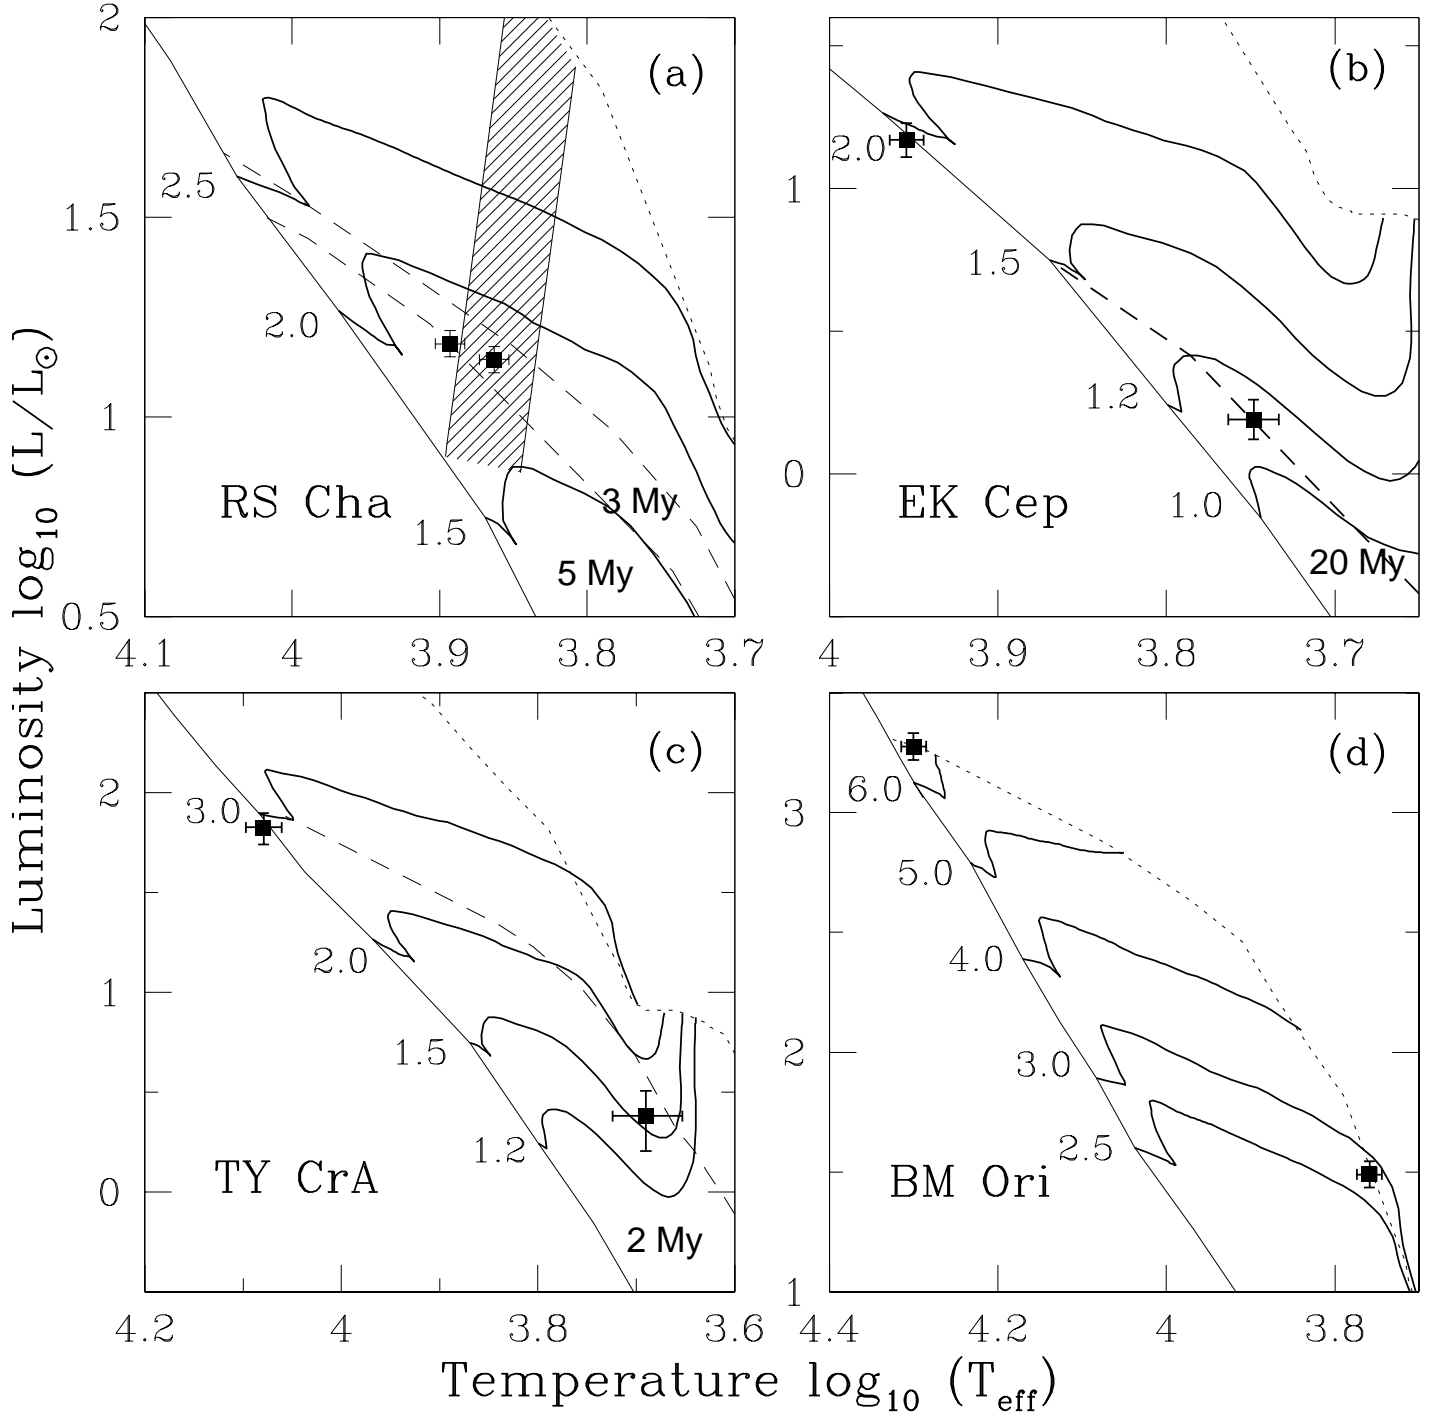 Luminosity log10 (L/L⊙)
2
1.5
1
0.5
(a)
2.5
2.0
1.5
RS Cha
3 My
5 My
4.1 4 3.9 3.8 3.7
(b)
1
0
2.0
1.5
1.2
1.0
EK Cep
20 My
4 3.9 3.8 3.7
(c)
2
1
0
3.0
2.0
1.5
1.2
TY CrA
2 My
4.2 4 3.8 3.6
(d)
3
2
1
6.0
5.0
4.0
3.0
2.5
BM Ori
4.4 4.2 4 3.8
Temperature log10 (Teff)